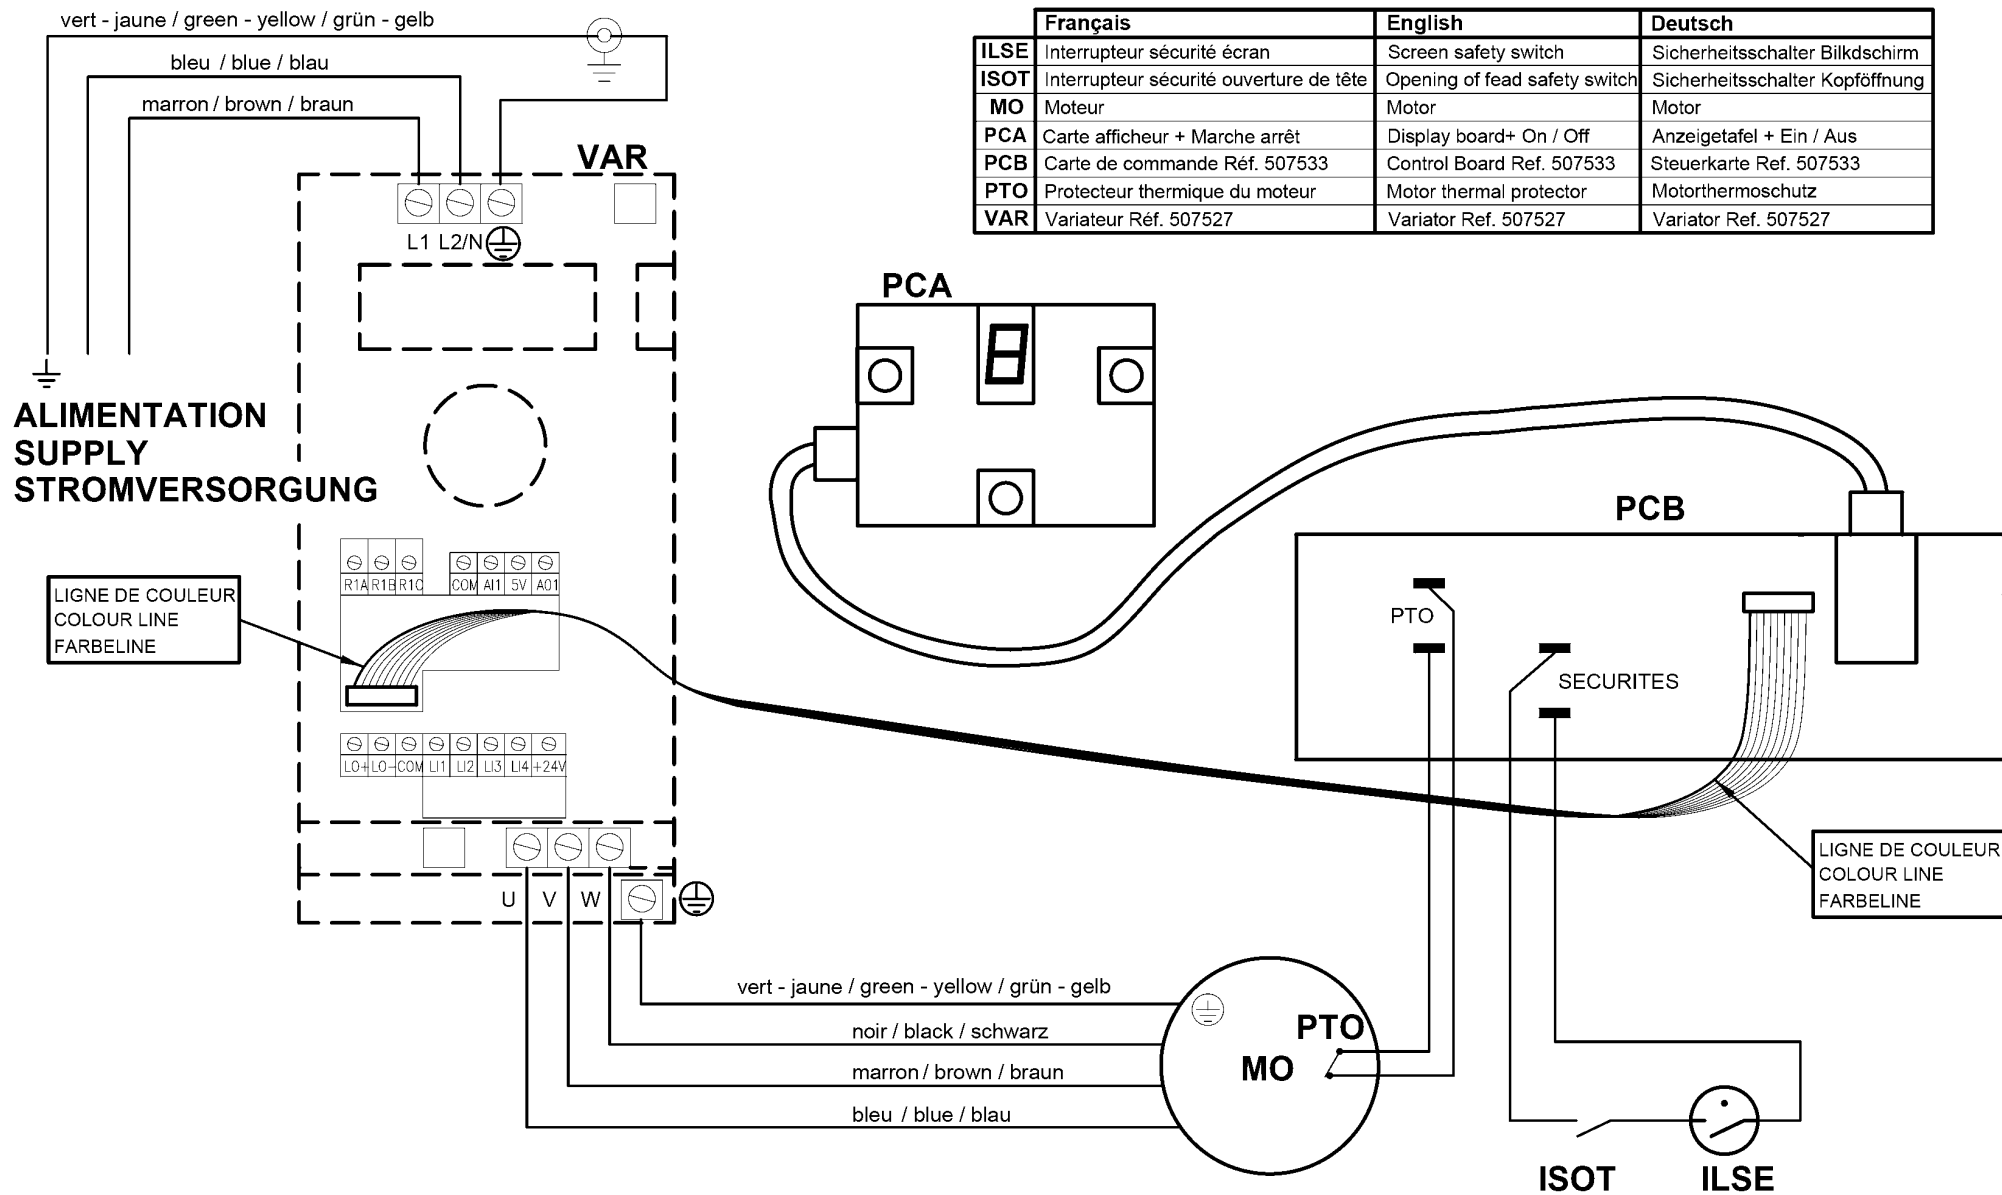 vert - jaune / green - yellow / grün - gelb
bleu / blue / blau
marron / brown / braun
Français English Deutsch
ILSE Interrupteur sécurité écran Screen safety switch Sicherheitsschalter Bilkdschirm
ISOT Interrupteur sécurité ouverture de tête Opening of fead safety switch Sicherheitsschalter Kopföffnung
MO Moteur Motor Motor
PCA Carte afficheur + Marche arrêt Display board+ On / Off Anzeigetafel + Ein / Aus
PCB Carte de commande Réf. 507533 Control Board Ref. 507533 Steuerkarte Ref. 507533
PTO Protecteur thermique du moteur Motor thermal protector Motorthermoschutz
VAR Variateur Réf. 507527 Variator Ref. 507527 Variator Ref. 507527
VAR
L1 L2/N
PCA
ALIMENTATION
SUPPLY
STROMVERSORGUNG
PCB
R1A R1B R1C COM AI1 5V AO1
LIGNE DE COULEUR
COLOUR LINE
FARBELINE
PTO
SECURITES
LO+ LO- COM LI1 LI2 LI3 LI4 +24V
LIGNE DE COULEUR
COLOUR LINE
FARBELINE
U V W
vert - jaune / green - yellow / grün - gelb
noir / black / schwarz
marron / brown / braun
bleu / blue / blau
PTO
MO
ISOT ILSE